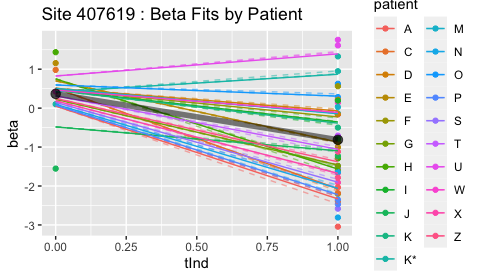 Site 407619 : Beta Fits by Patient
beta
1
0
-1
-2
-3
0.00
0.25
0.50
0.75
1.00
tInd
patient
A
C
D
E
F
G
H
I
J
K
K*
M
N
O
P
S
T
U
W
X
Z